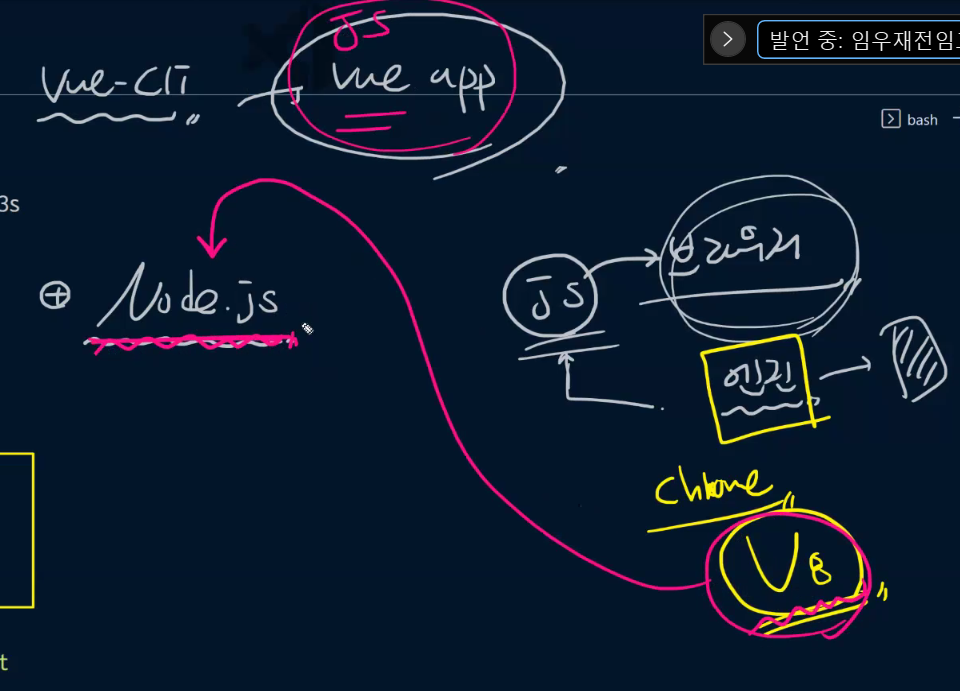 JS
Vue-CLI
vue app
발언 중: 임우재전임교
bash
3s
Node.js
JS
브라우저
엔진
Chrome
V8
t